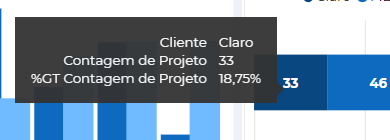 Cliente Claro
Contagem de Projeto 33
%GT Contagem de Projeto 18,75%
33 46